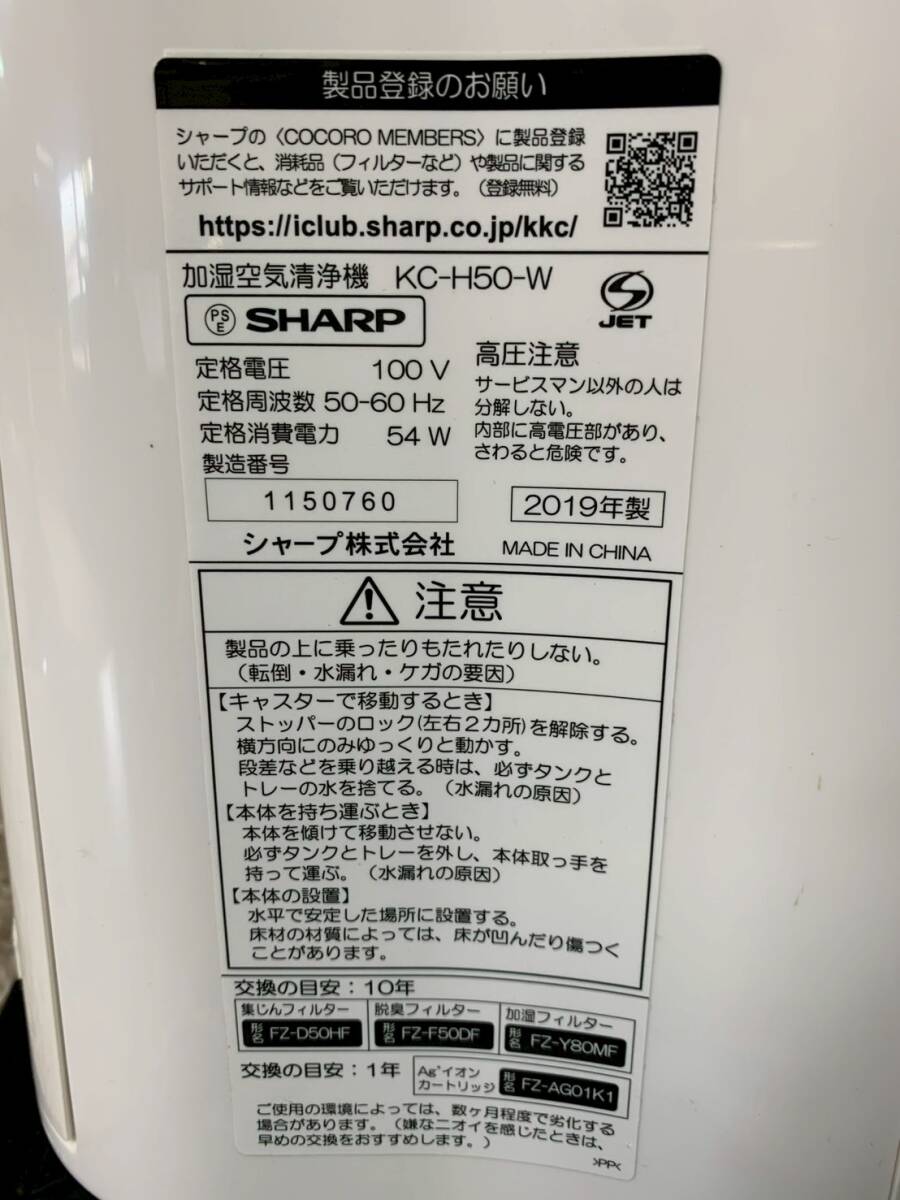 製品登録のお願い
シャープの〈COCORO MEMBERS〉に製品登録
いただくと、消耗品（フィルターなど）や製品に関する
サポート情報などをご覧いただけます。（登録無料）
https://iclub.sharp.co.jp/kkc/
加湿空気清浄機 KC-H50-W
PS E SHARP
JET
定格電圧 100 V
定格周波数 50-60 Hz
定格消費電力 54 W
高圧注意
サービスマン以外の人は
分解しない。
内部に高電圧部があり、
さわると危険です。
製造番号
1150760
2019年製
シャープ株式会社
MADE IN CHINA
注意
製品の上に乗ったりもたれたりしない。
（転倒・水漏れ・ケガの要因）
【キャスターで移動するとき】
ストッパーのロック(左右2カ所)を解除する。
横方向にのみゆっくりと動かす。
段差などを乗り越える時は、必ずタンクと
トレーの水を捨てる。（水漏れの原因）
【本体を持ち運ぶとき】
本体を傾けて移動させない。
必ずタンクとトレーを外し、本体取っ手を
持って運ぶ。（水漏れの原因）
【本体の設置】
水平で安定した場所に設置する。
床材の材質によっては、床が凹んだり傷つく
ことがあります。
交換の目安：10年
集じんフィルター
形名 FZ-D50HF
脱臭フィルター
形名 FZ-F50DF
加湿フィルター
形名 FZ-Y80MF
交換の目安：1年
Ag⁺イオン
カートリッジ
形名 FZ-AG01K1
ご使用の環境によっては、数ヶ月程度で劣化する
場合があります。（嫌なニオイを感じたときは、
早めの交換をおすすめします。）
>PP<